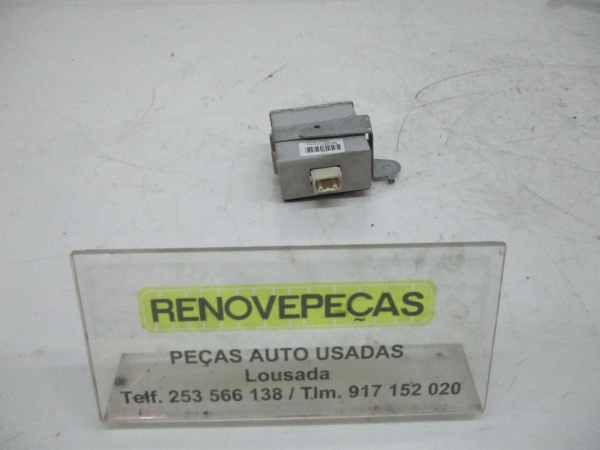 RENOVEPEÇAS
PEÇAS AUTO USADAS
Lousada
Telf. 253 566 138 / Tlm. 917 152 020